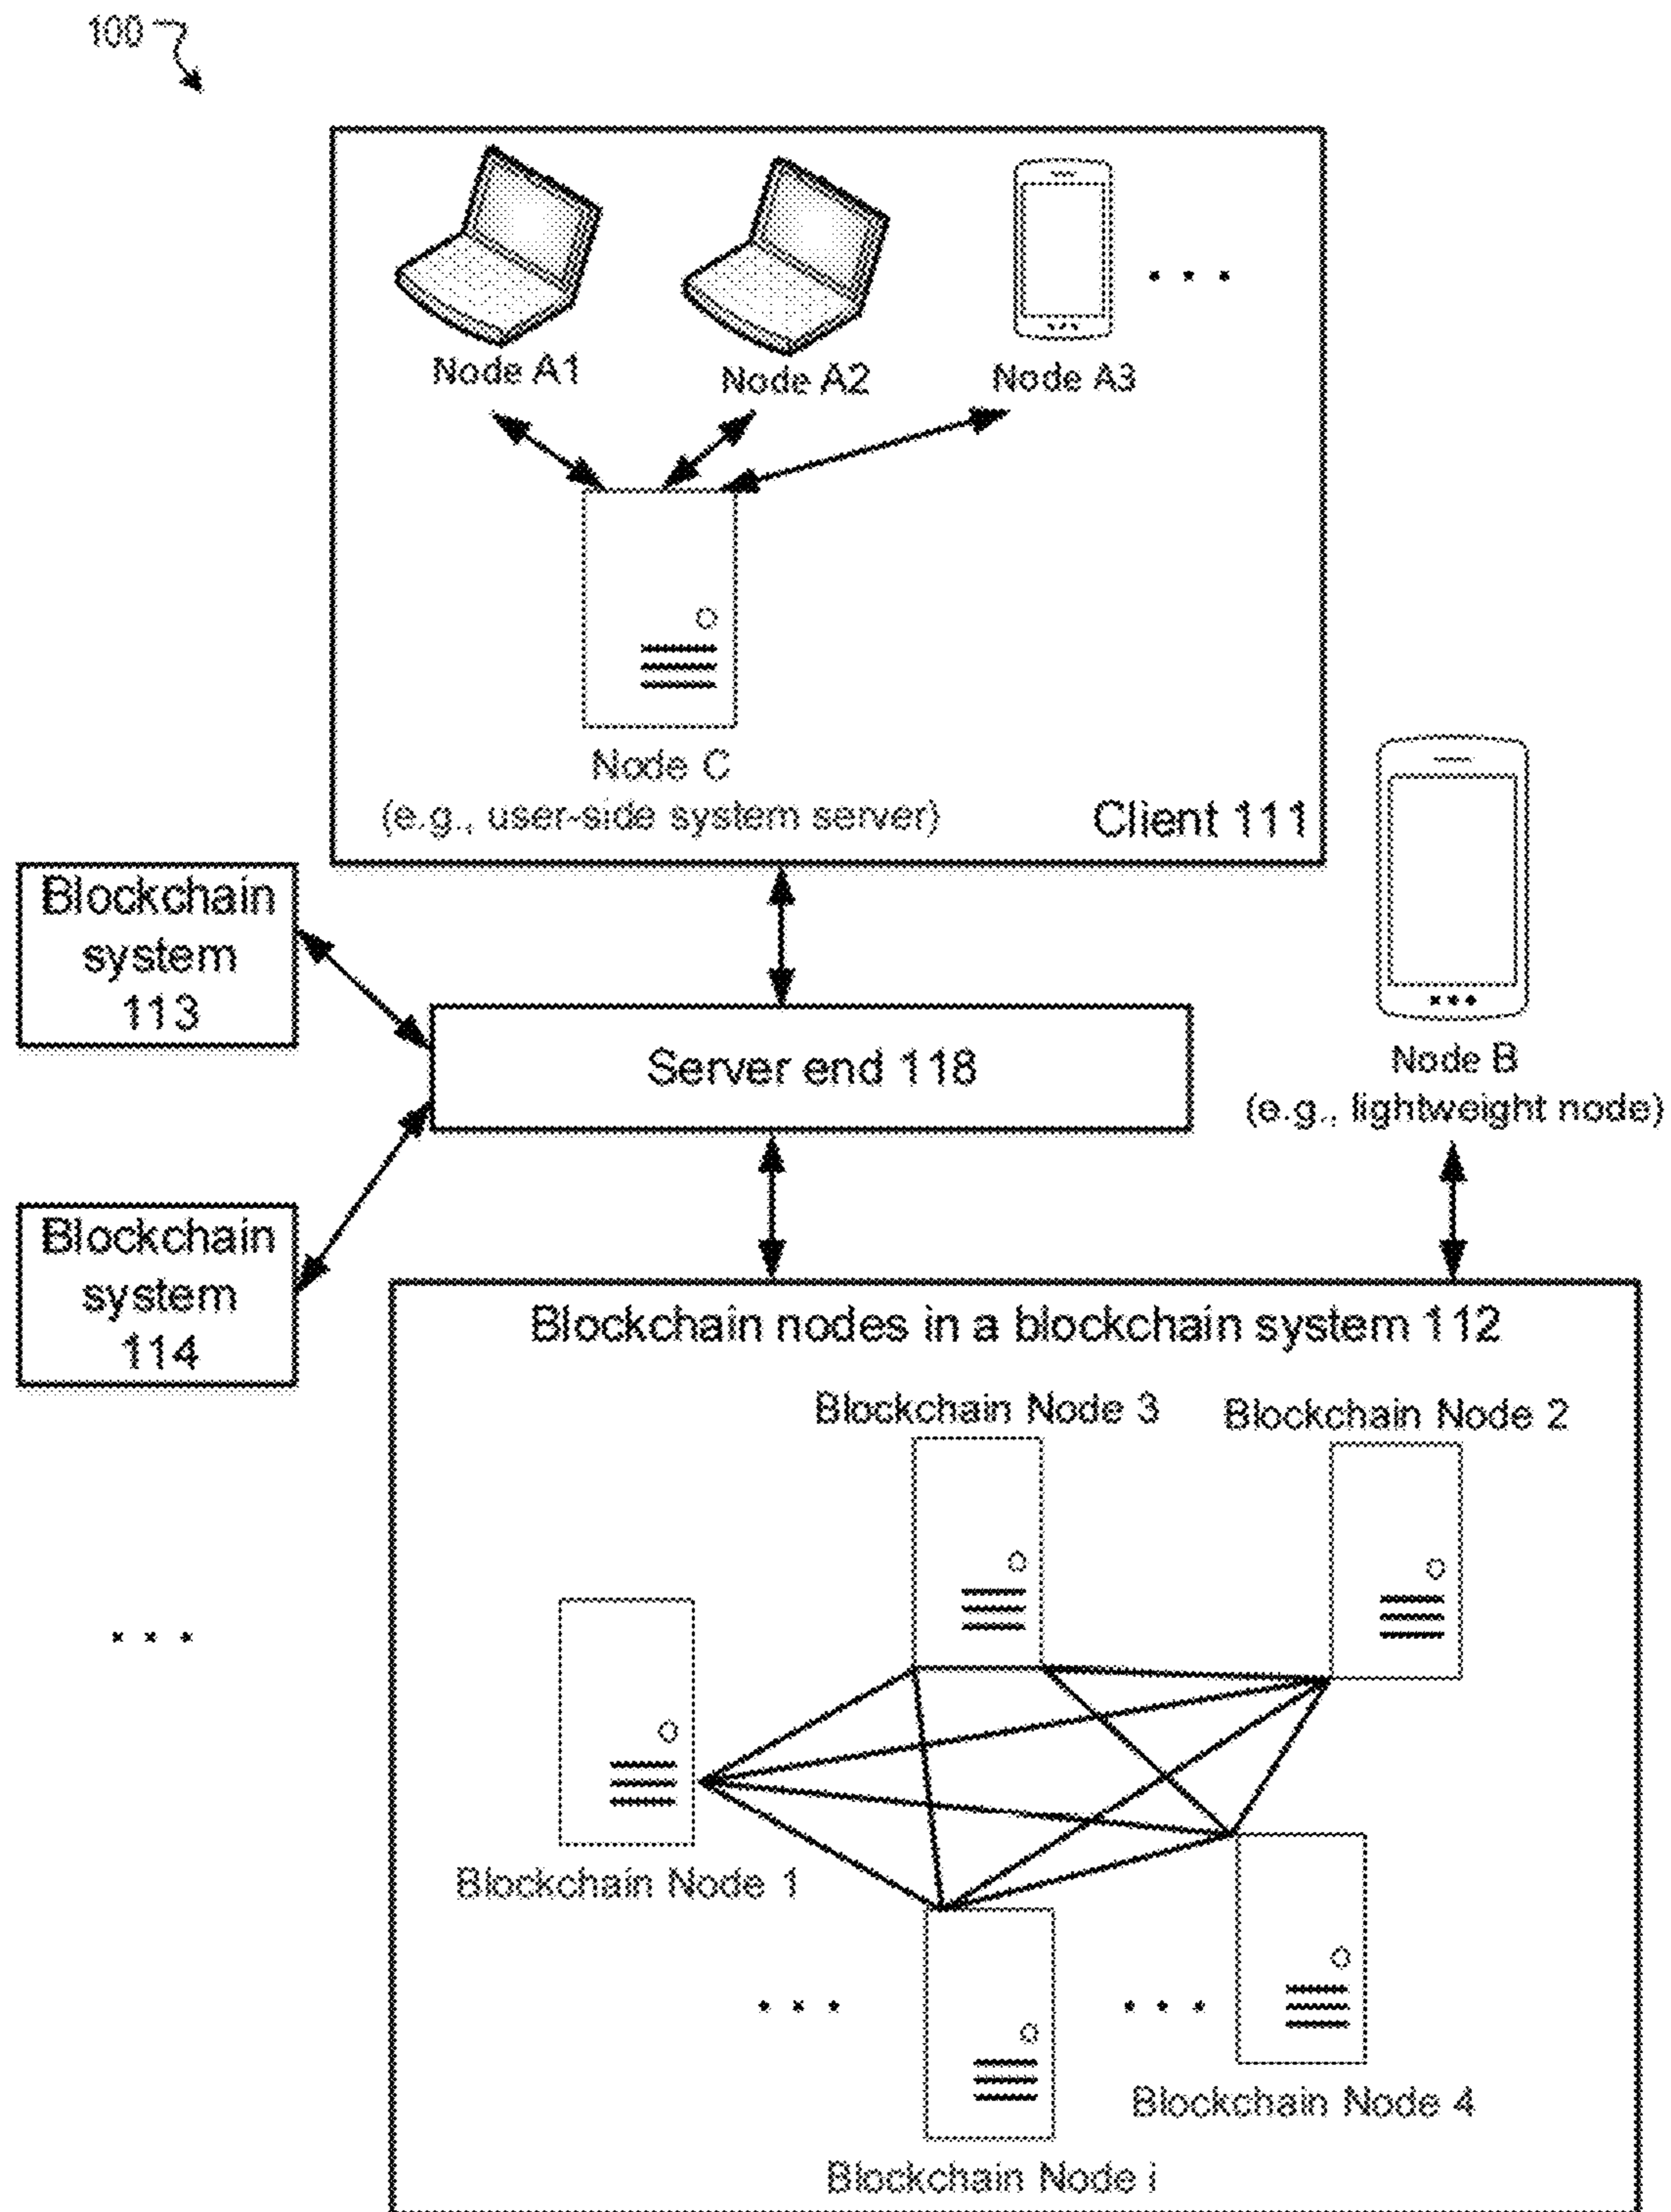 100
Node A1
Node A2
Node A3
Node C
(e.g., user-side system server)
Client 111
Blockchain
system
113
Server end 118
Node B
(e.g., lightweight node)
Blockchain
system
114
Blockchain nodes in a blockchain system 112
Blockchain Node 3
Blockchain Node 2
Blockchain Node 1
Blockchain Node 4
Blockchain Node i